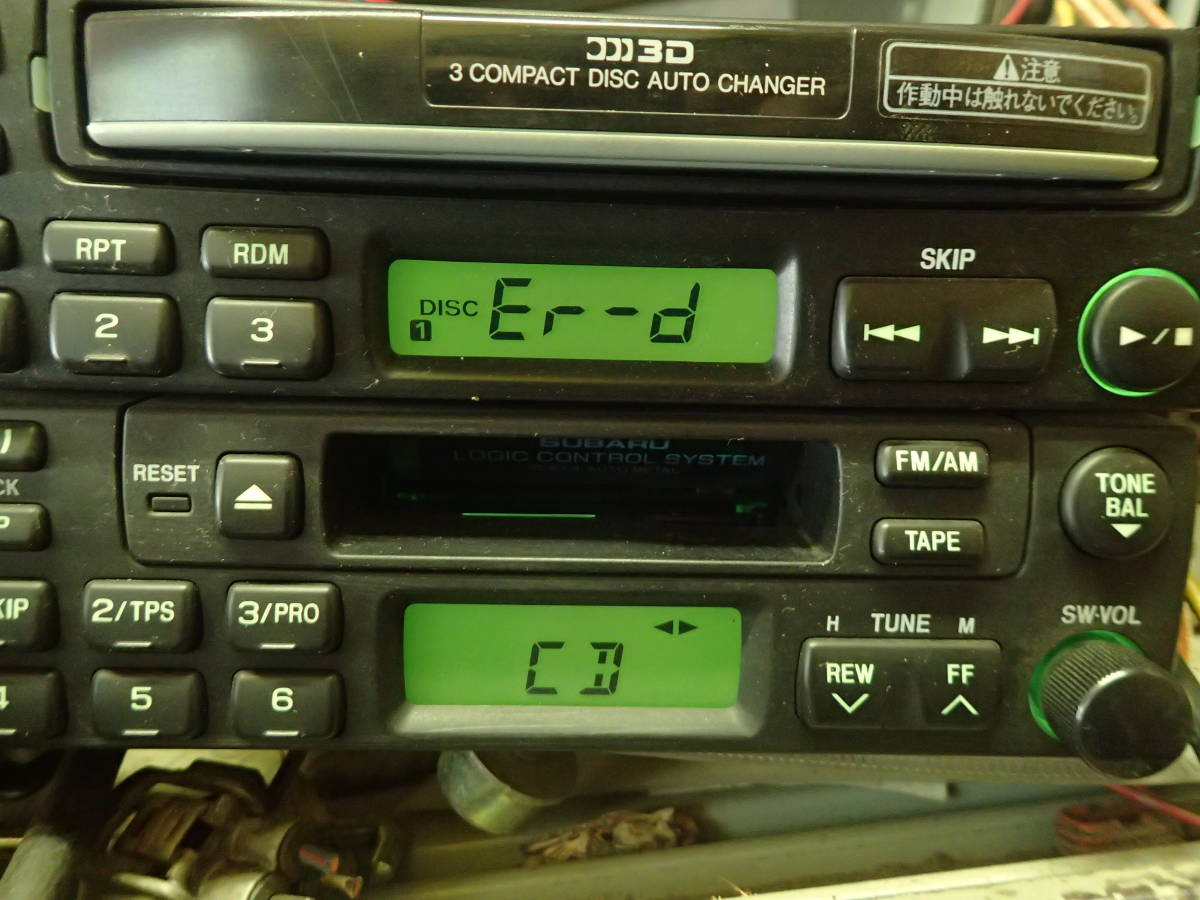 3D
3 COMPACT DISC AUTO CHANGER
注意
作動中は触れないでください。
RPT
RDM
SKIP
DISC
1
Er-d
2
3
SUBARU
LOGIC CONTROL SYSTEM
RESET
FM/AM
TAPE
TONE
BAL
2/TPS
3/PRO
CD
H TUNE M
SW·VOL
REW
FF
5
6